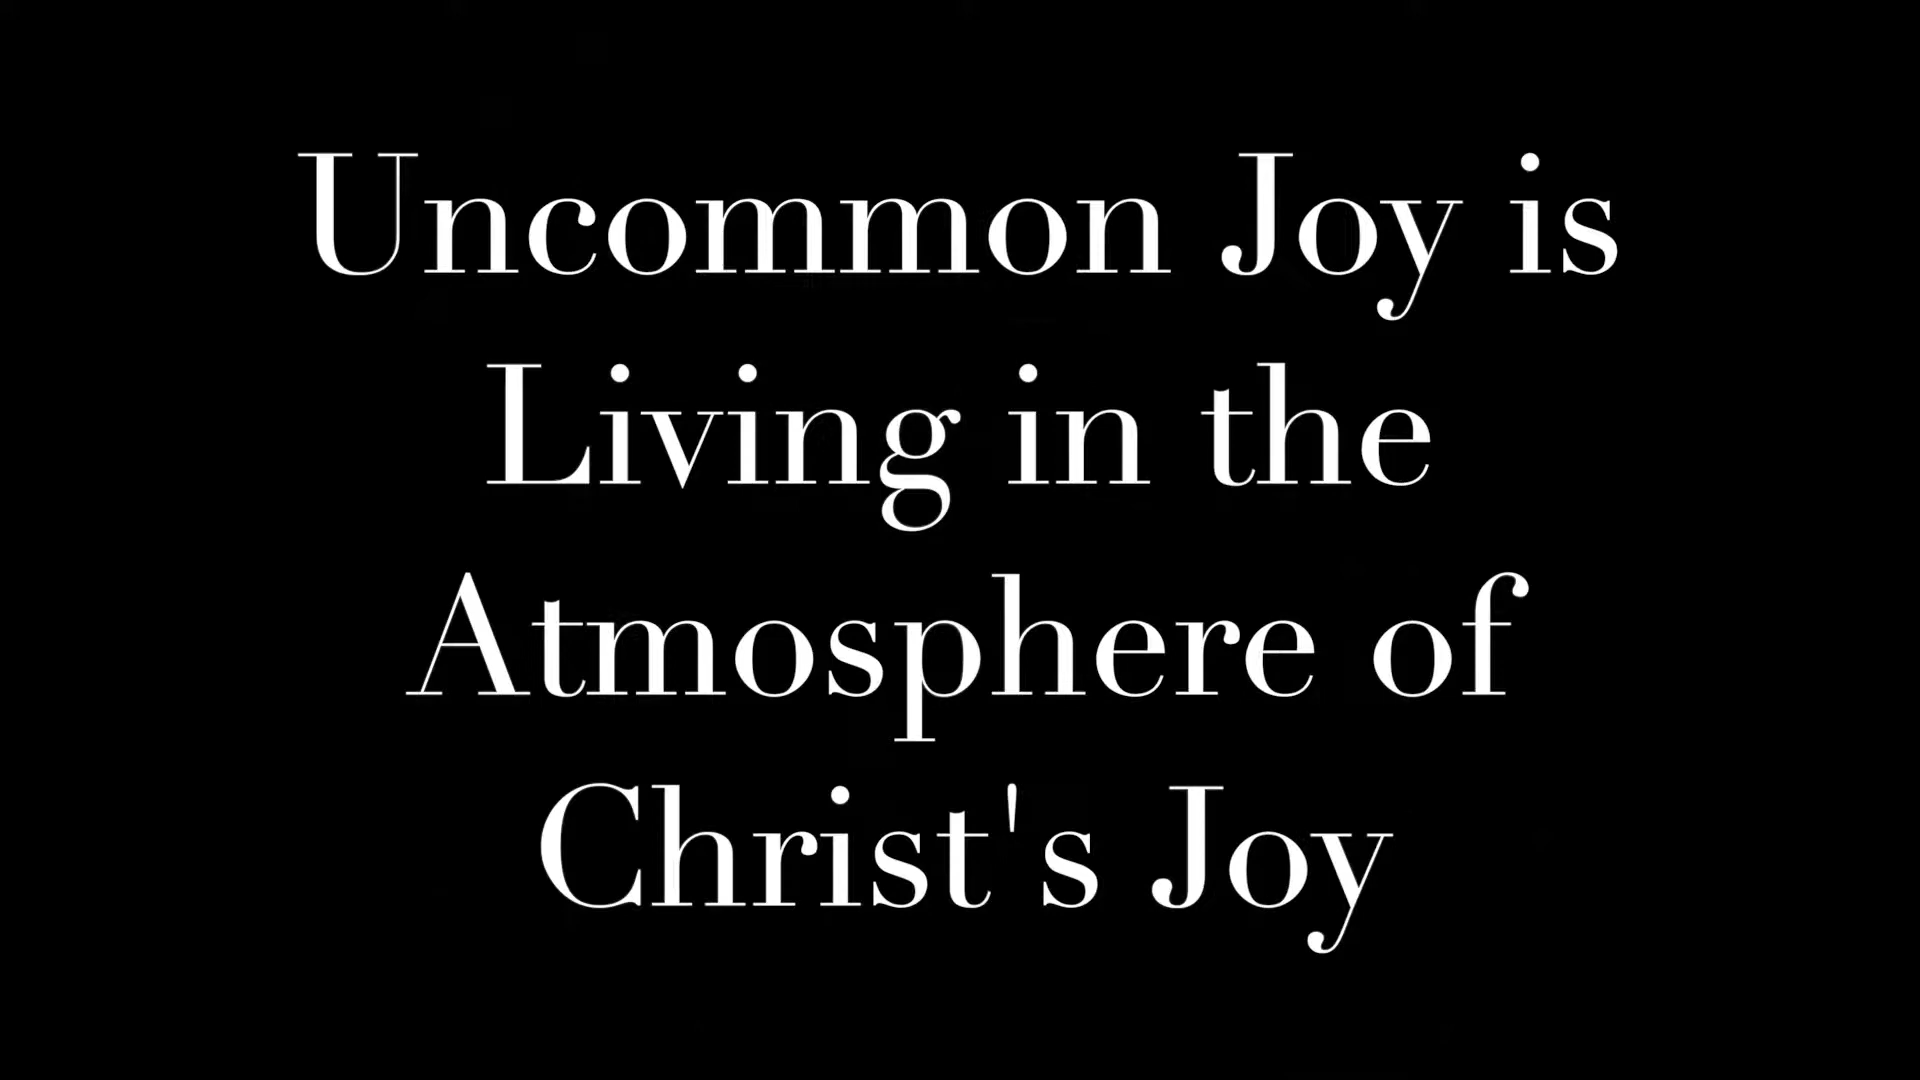 Uncommon Joy is
Living in the
Atmosphere of
Christ's Joy